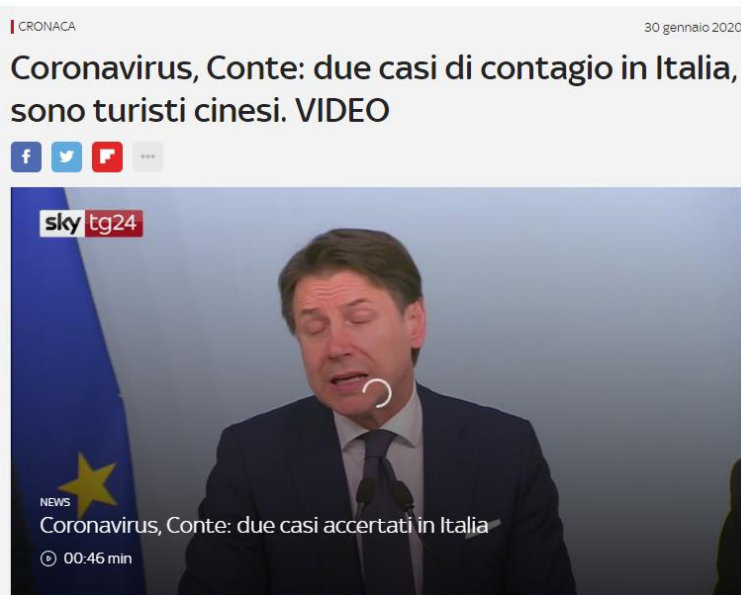 CRONACA
30 gennaio 2020
Coronavirus, Conte: due casi di contagio in Italia,
sono turisti cinesi. VIDEO
f
sky tg24
NEWS
Coronavirus, Conte: due casi accertati in Italia
00:46 min